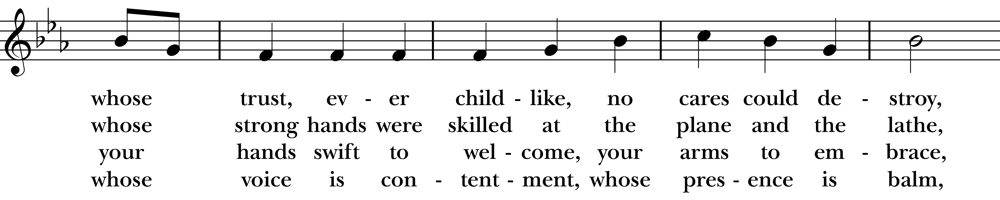 whose trust, ev - er child - like, no cares could de - stroy,
whose strong hands were skilled at the plane and the lathe,
your hands swift to wel - come, your arms to em - brace,
whose voice is con - tent - ment, whose pres - ence is balm,